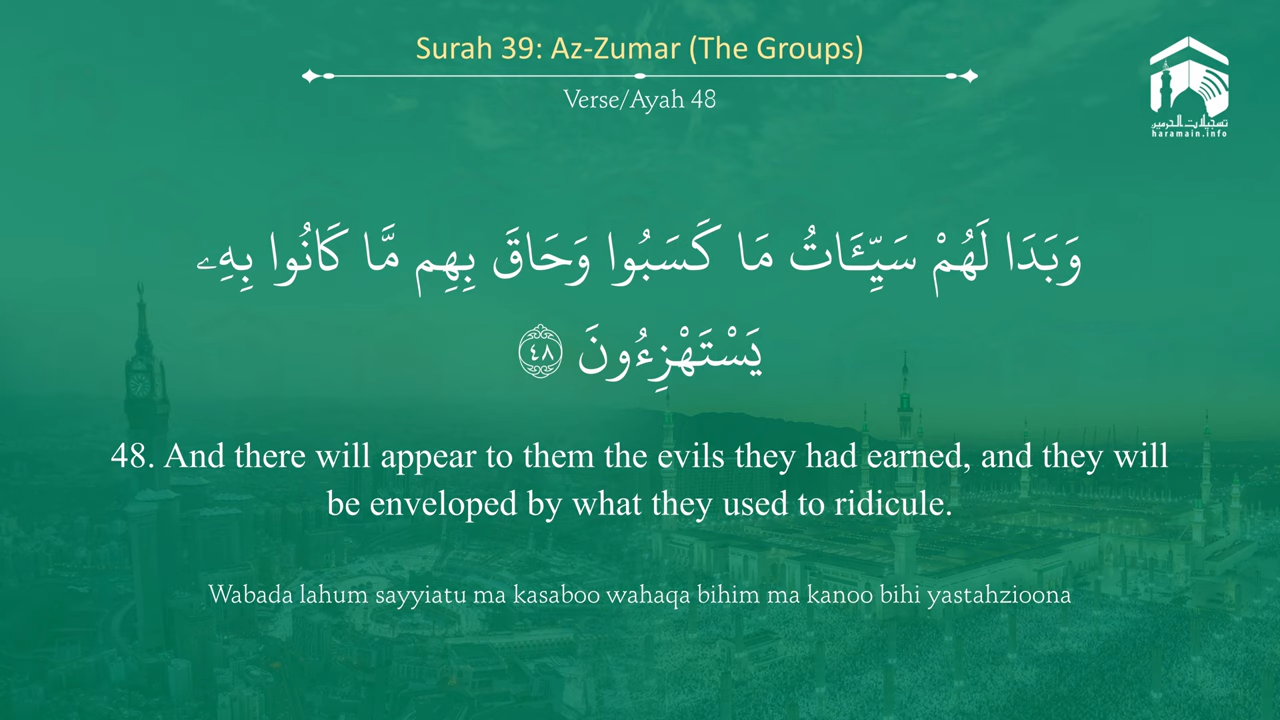 Surah 39: Az-Zumar (The Groups)
Verse/Ayah 48
تسجيلات الحرمين
haramain.info
وَبَدَا لَهُمْ سَيِّـَٔاتُ مَا كَسَبُوا وَحَاقَ بِهِم مَّا كَانُوا بِهِۦ
يَسْتَهْزِءُونَ ٤٨
48. And there will appear to them the evils they had earned, and they will
be enveloped by what they used to ridicule.
Wabada lahum sayyiatu ma kasaboo wahaqa bihim ma kanoo bihi yastahzioona